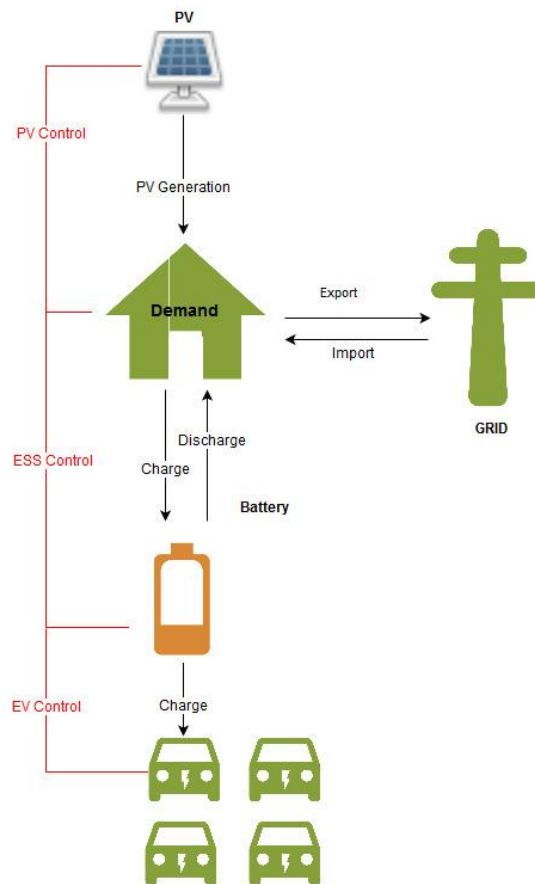 PV
PV Control
PV Generation
Demand
Export
Import
GRID
Discharge
ESS Control
Charge
Battery
EV Control
Charge